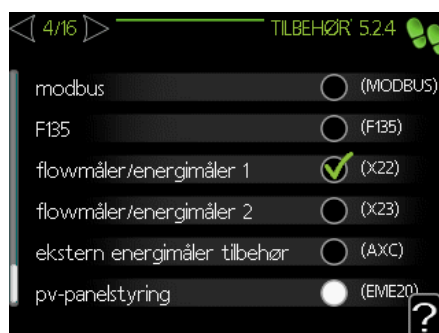 4/16 TILBEHØR 5.2.4
modbus (MODBUS)
F135 (F135)
flowmåler/energimåler 1 (X22)
flowmåler/energimåler 2 (X23)
ekstern energimåler tilbehør (AXC)
pv-panelstyring (EME20)
?